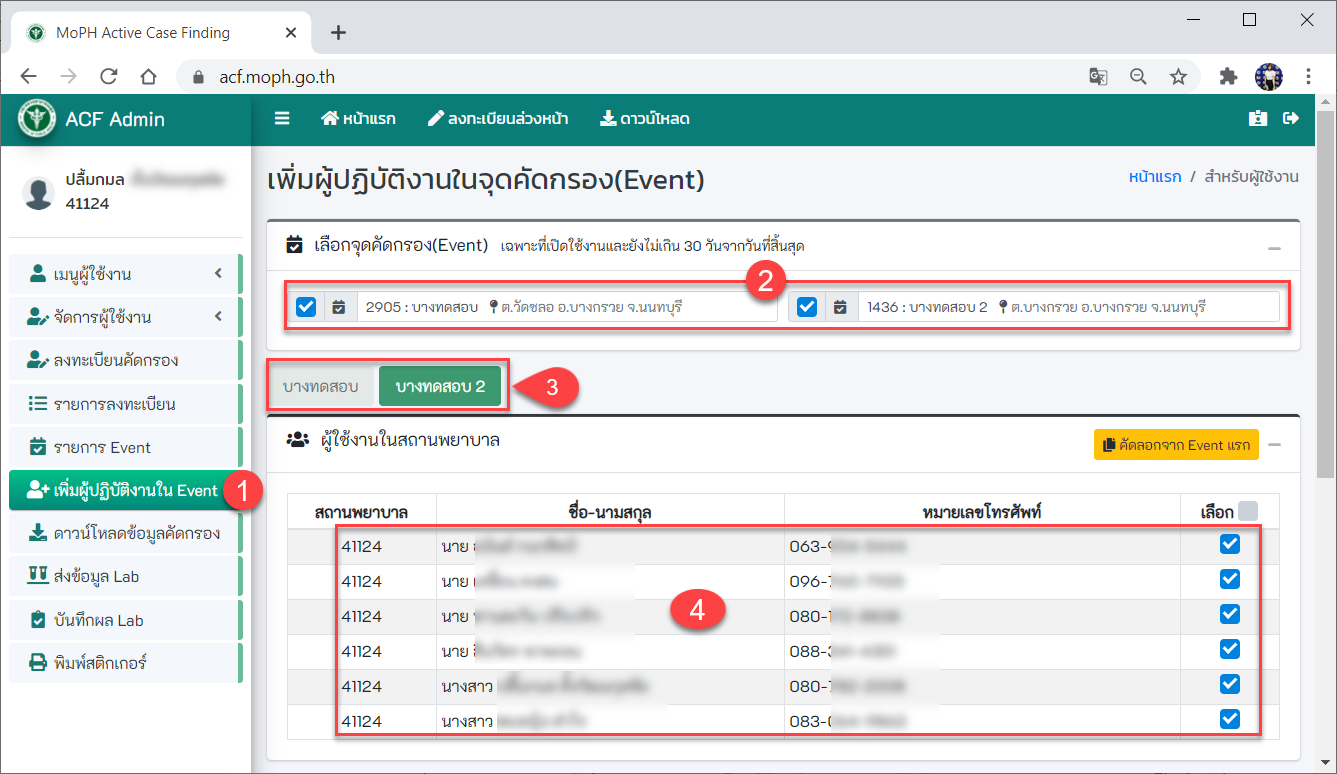 MoPH Active Case Finding
acf.moph.go.th
ACF Admin
หน้าแรก
ลงทะเบียนล่วงหน้า
ดาวน์โหลด
ปลื้มกมล
41124
เมนูผู้ใช้งาน
จัดการผู้ใช้งาน
ลงทะเบียนคัดกรอง
รายการลงทะเบียน
รายการ Event
เพิ่มผู้ปฏิบัติงานใน Event 1
ดาวน์โหลดข้อมูลคัดกรอง
ส่งข้อมูล Lab
บันทึกผล Lab
พิมพ์สติกเกอร์
เพิ่มผู้ปฏิบัติงานในจุดคัดกรอง(Event)
หน้าแรก / สำหรับผู้ใช้งาน
เลือกจุดคัดกรอง(Event) เฉพาะที่เปิดใช้งานและยังไม่เกิน 30 วันจากวันที่สิ้นสุด
2
2905 : บางทดสอบ ต.วัดชลอ อ.บางกรวย จ.นนทบุรี
1436 : บางทดสอบ 2 ต.บางกรวย อ.บางกรวย จ.นนทบุรี
บางทดสอบ บางทดสอบ 2 3
ผู้ใช้งานในสถานพยาบาล
คัดลอกจาก Event แรก
สถานพยาบาล ชื่อ-นามสกุล หมายเลขโทรศัพท์ เลือก
41124 นาย 063-
41124 นาย 096-
41124 นาย 080-
4
41124 นาย 088-
41124 นางสาว 080-
41124 นางสาว 083-